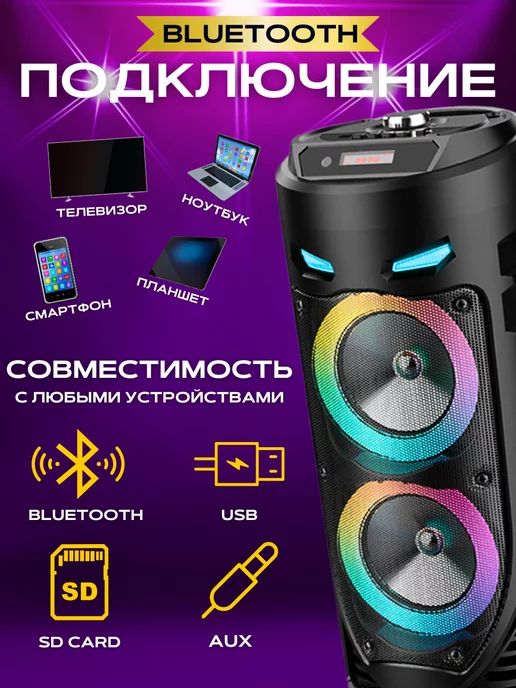 BLUETOOTH
ПОДКЛЮЧЕНИЕ
ТЕЛЕВИЗОР
НОУТБУК
СМАРТФОН
ПЛАНШЕТ
СОВМЕСТИМОСТЬ
С ЛЮБЫМИ УСТРОЙСТВАМИ
BLUETOOTH
USB
SD
SD CARD
AUX